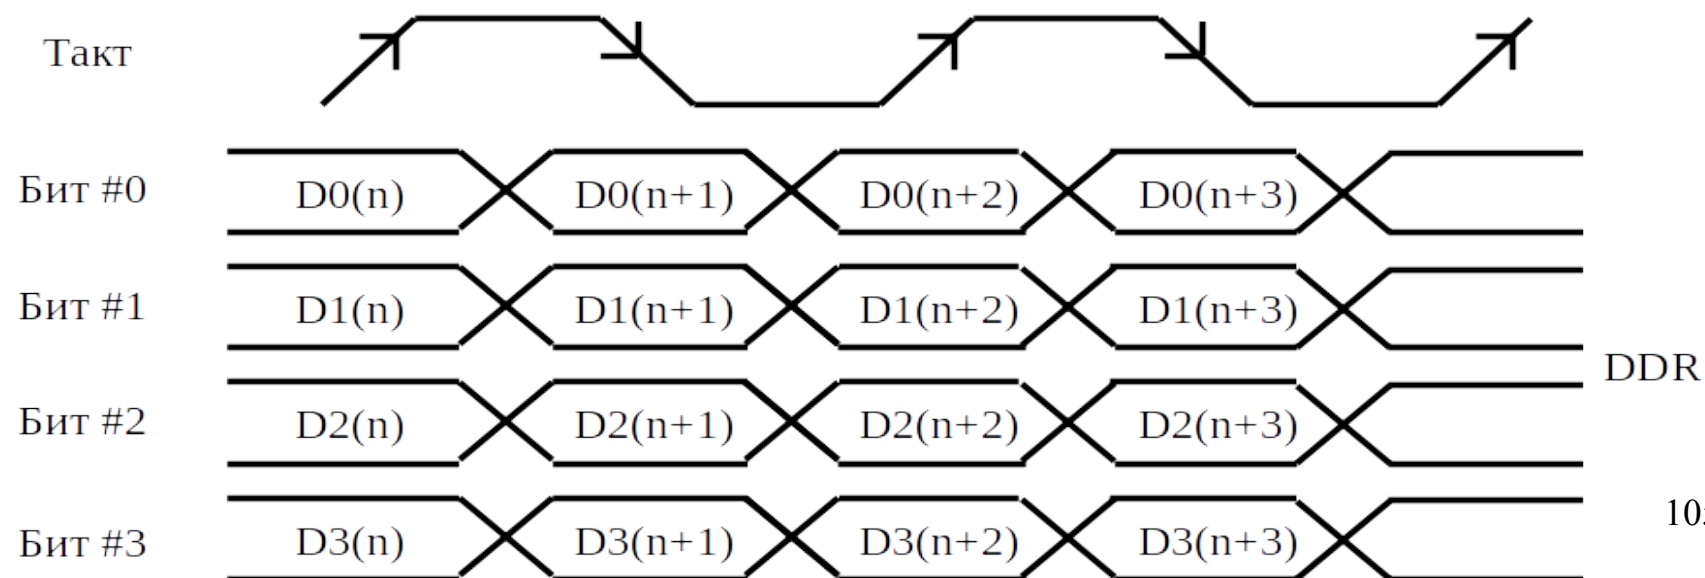 Такт
Бит #0 D0(n) D0(n+1) D0(n+2) D0(n+3)
Бит #1 D1(n) D1(n+1) D1(n+2) D1(n+3)
DDR
Бит #2 D2(n) D2(n+1) D2(n+2) D2(n+3)
Бит #3 D3(n) D3(n+1) D3(n+2) D3(n+3)